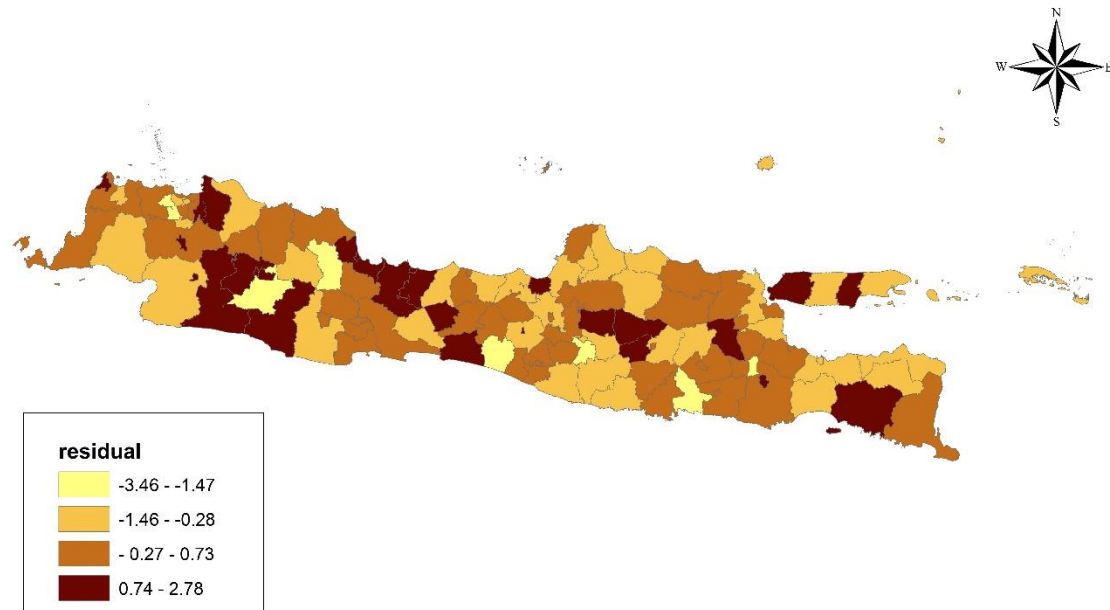 N
W
E
S
residual
-3.46 - -1.47
-1.46 - -0.28
- 0.27 - 0.73
0.74 - 2.78